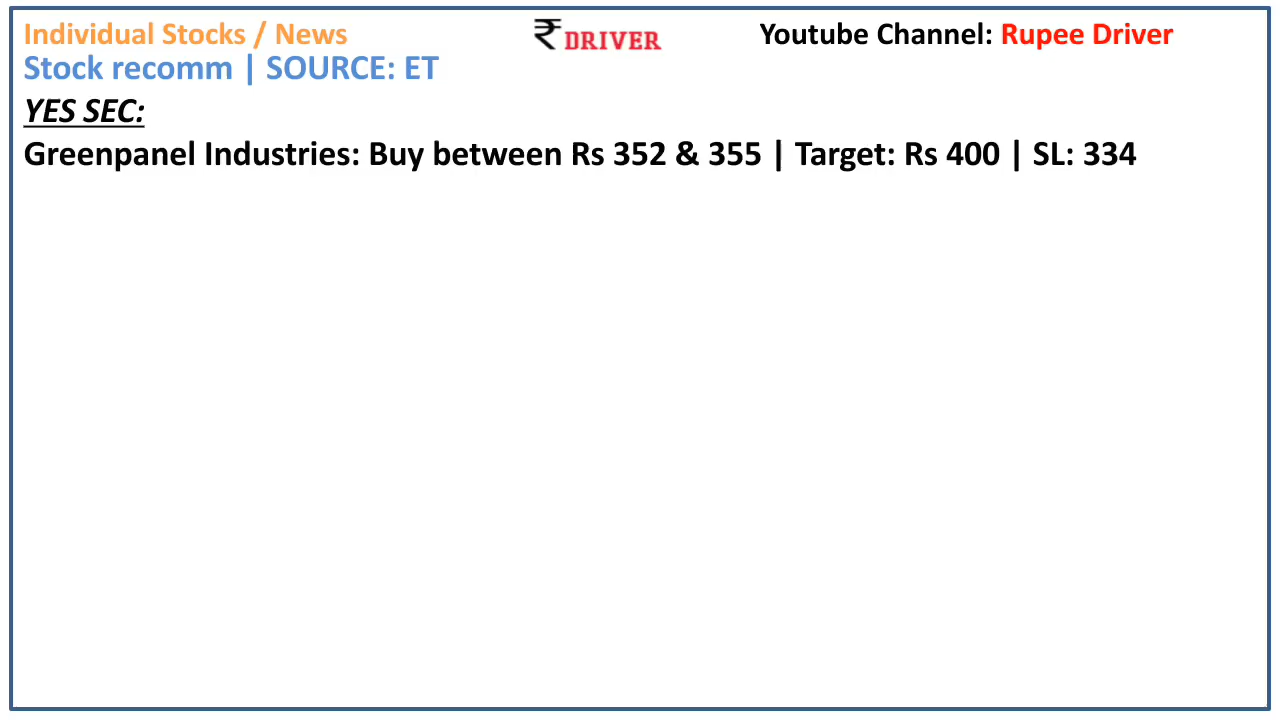 Individual Stocks / News
₹ DRIVER
Youtube Channel: Rupee Driver
Stock recomm | SOURCE: ET
YES SEC:
Greenpanel Industries: Buy between Rs 352 & 355 | Target: Rs 400 | SL: 334